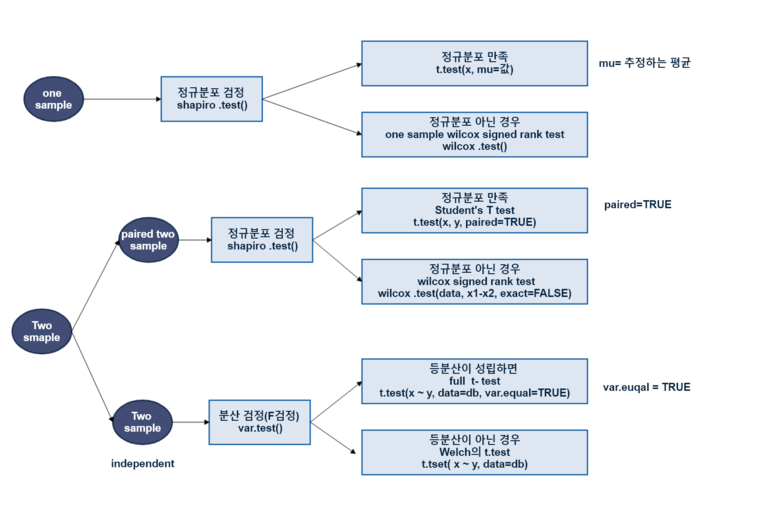 one
sample
정규분포 검정
shapiro .test()
정규분포 만족
t.test(x, mu=값)
mu= 추정하는 평균
정규분포 아닌 경우
one sample wilcox signed rank test
wilcox .test()
Two
smaple
paired two
sample
정규분포 검정
shapiro .test()
정규분포 만족
Student's T test
t.test(x, y, paired=TRUE)
paired=TRUE
정규분포 아닌 경우
wilcox signed rank test
wilcox .test(data, x1-x2, exact=FALSE)
Two
sample
independent
분산 검정(F검정)
var.test()
등분산이 성립하면
full t- test
t.test(x ~ y, data=db, var.equal=TRUE)
var.euqal = TRUE
등분산이 아닌 경우
Welch의 t.test
t.tset( x ~ y, data=db)